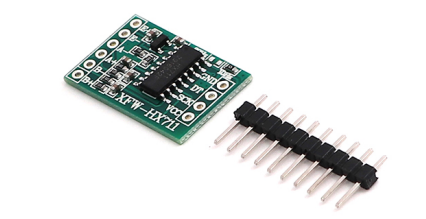 E+
E-
A-
A+
B-
B+
GND
DT
SCK
VCC
XFW-HX711